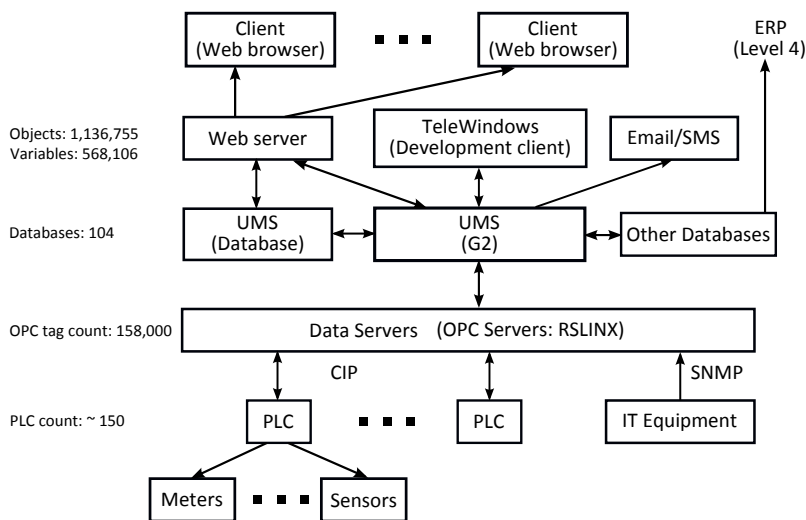 Client
(Web browser)
Client
(Web browser)
ERP
(Level 4)
Objects: 1,136,755
Variables: 568,106
Web server
TeleWindows
(Development client)
Email/SMS
Databases: 104
UMS
(Database)
UMS
(G2)
Other Databases
OPC tag count: 158,000
Data Servers (OPC Servers: RSLINX)
CIP
SNMP
PLC count: ~ 150
PLC
PLC
IT Equipment
Meters
Sensors